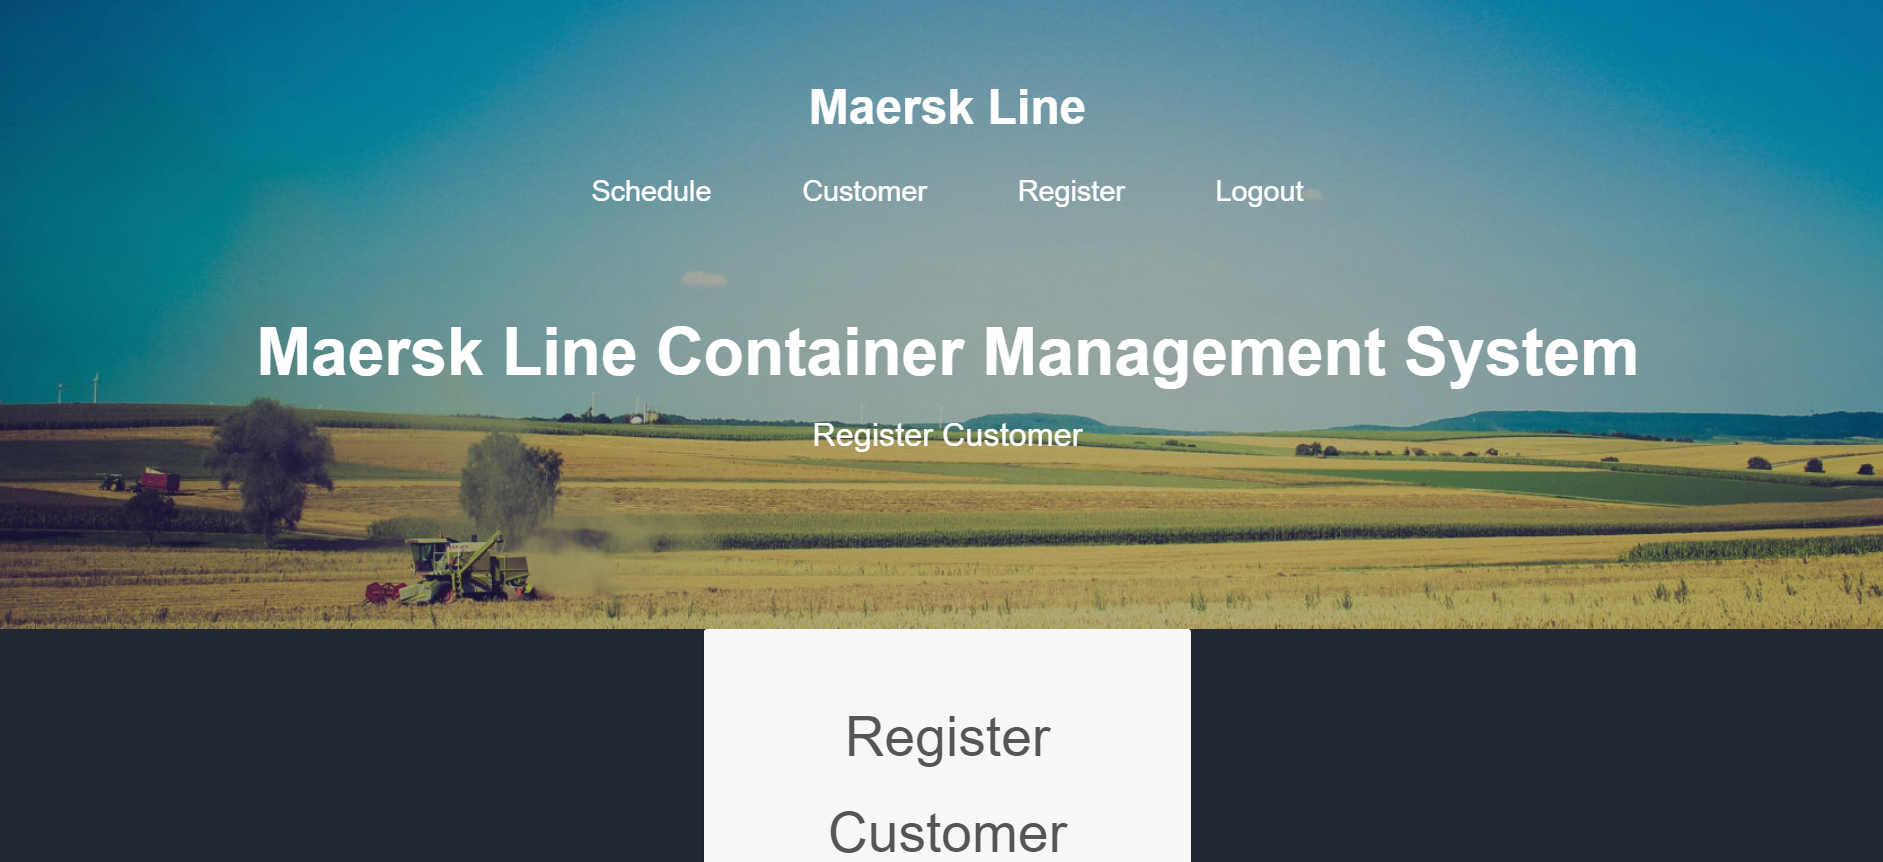 Maersk Line
Schedule Customer Register Logout
Maersk Line Container Management System
Register Customer
Register
Customer